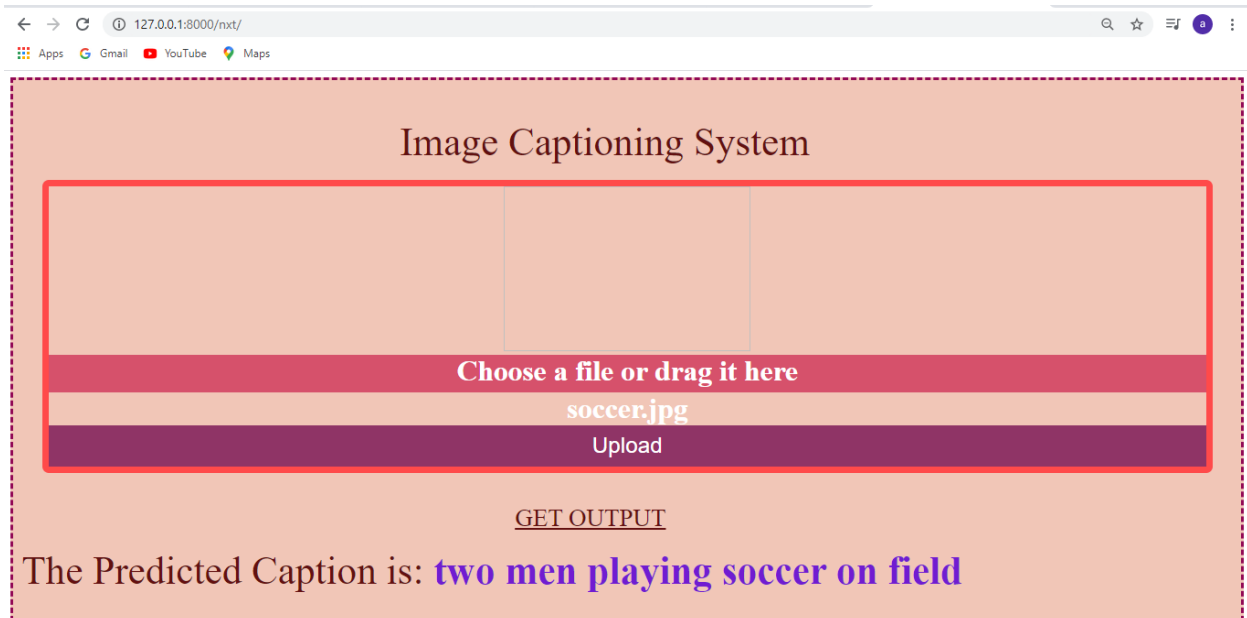 127.0.0.1:8000/nxt/
a
Apps Gmail YouTube Maps
Image Captioning System
Choose a file or drag it here
soccer.jpg
Upload
GET OUTPUT
The Predicted Caption is: two men playing soccer on field